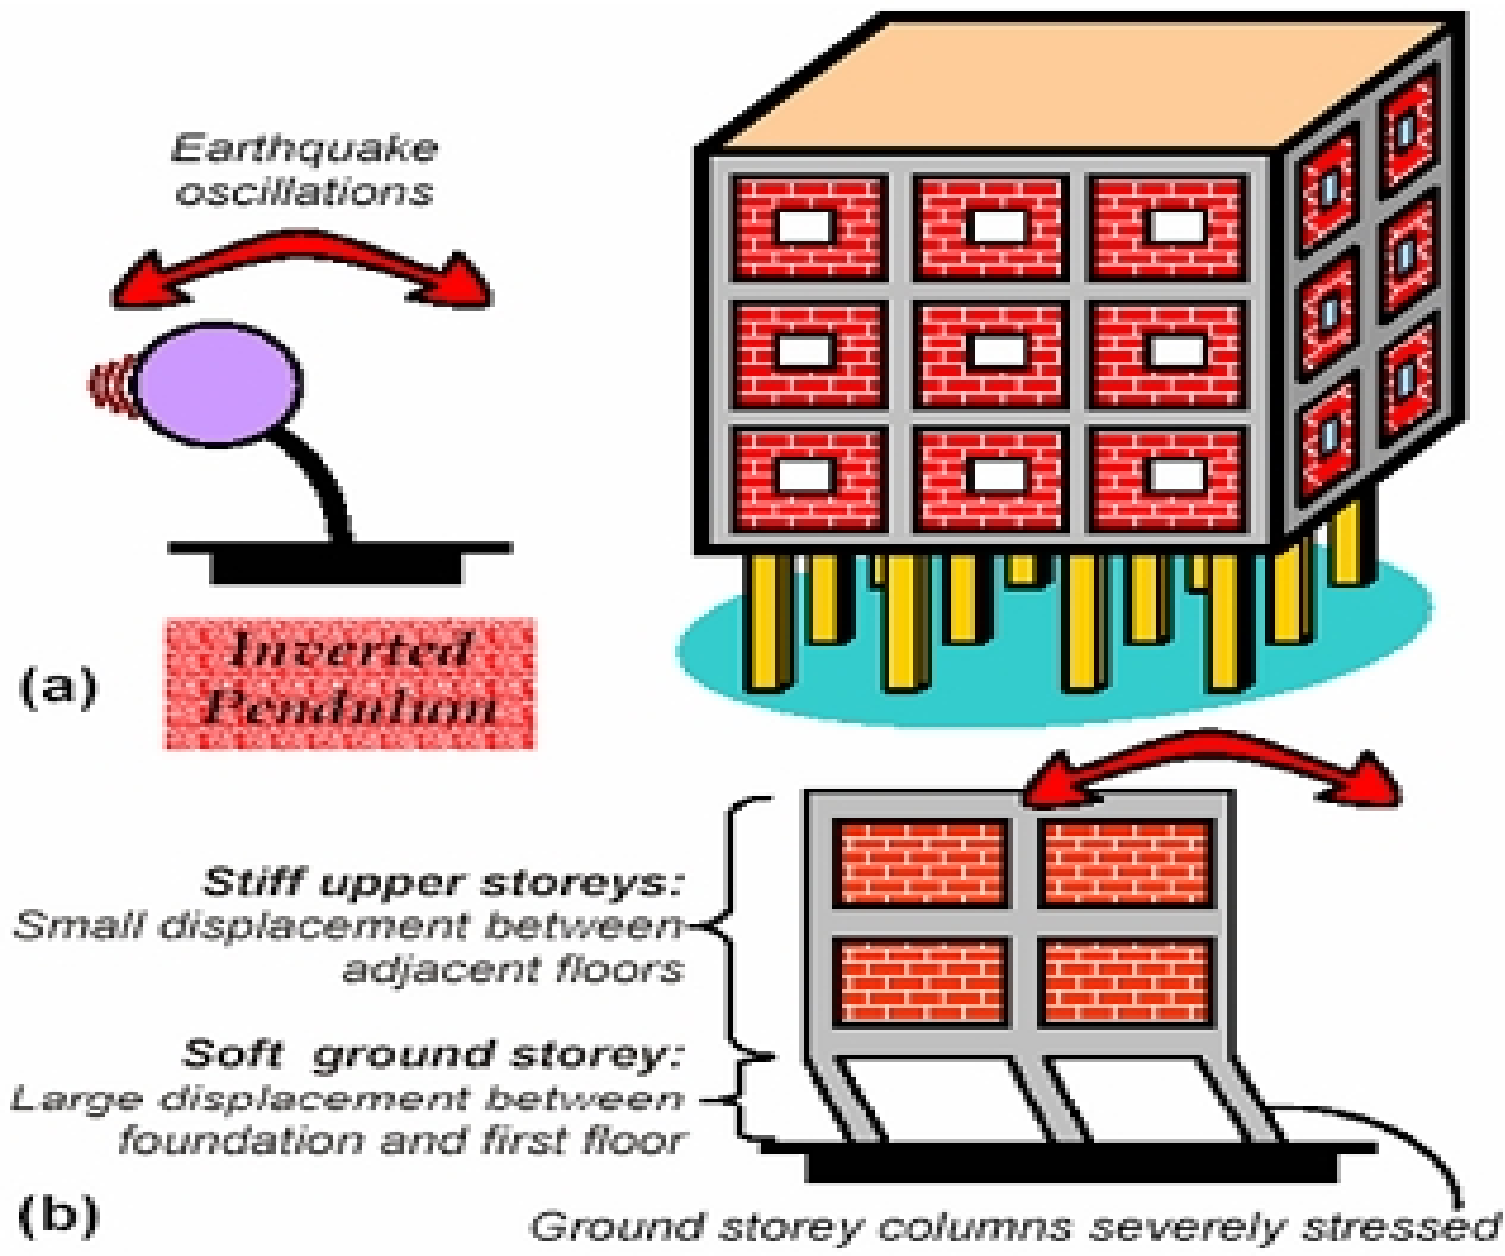 Earthquake
oscillations
Inverted
Pendulum
(a)
Stiff upper storeys:
Small displacement between
adjacent floors
Soft ground storey:
Large displacement between
foundation and first floor
(b)
Ground storey columns severely stressed